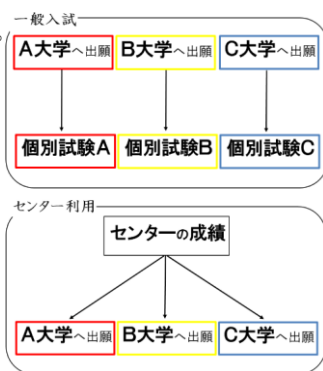 一般入試
A大学へ出願 B大学へ出願 C大学へ出願
個別試験A 個別試験B 個別試験C
センター利用
センターの成績
A大学へ出願 B大学へ出願 C大学へ出願